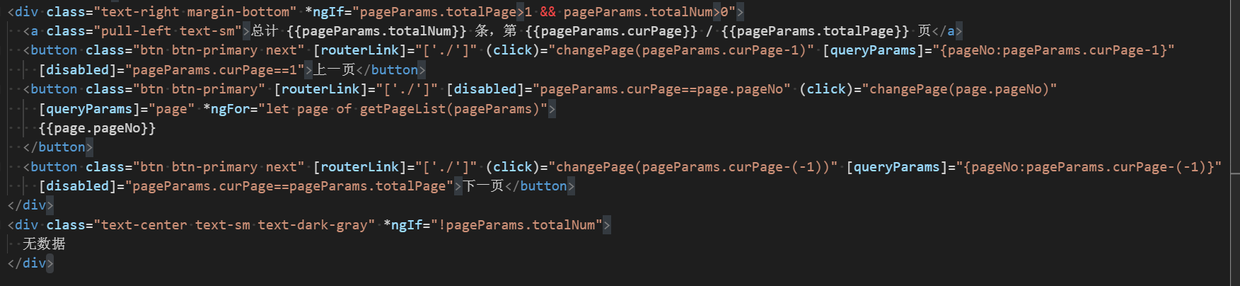 <div class="text-right margin-bottom" *ngIf="pageParams.totalPage>1 && pageParams.totalNum>0">
<a class="pull-left text-sm">总计 {{pageParams.totalNum}} 条，第 {{pageParams.curPage}} / {{pageParams.totalPage}} 页</a>
<button class="btn btn-primary next" [routerLink]="['./']" (click)="changePage(pageParams.curPage-1)" [queryParams]="{pageNo:pageParams.curPage-1}"
[disabled]="pageParams.curPage==1">上一页</button>
<button class="btn btn-primary" [routerLink]="['./']" [disabled]="pageParams.curPage==page.pageNo" (click)="changePage(page.pageNo)"
[queryParams]="page" *ngFor="let page of getPageList(pageParams)">
{{page.pageNo}}
</button>
<button class="btn btn-primary next" [routerLink]="['./']" (click)="changePage(pageParams.curPage-(-1))" [queryParams]="{pageNo:pageParams.curPage-(-1)}"
[disabled]="pageParams.curPage==pageParams.totalPage">下一页</button>
</div>
<div class="text-center text-sm text-dark-gray" *ngIf="!pageParams.totalNum">
无数据
</div>